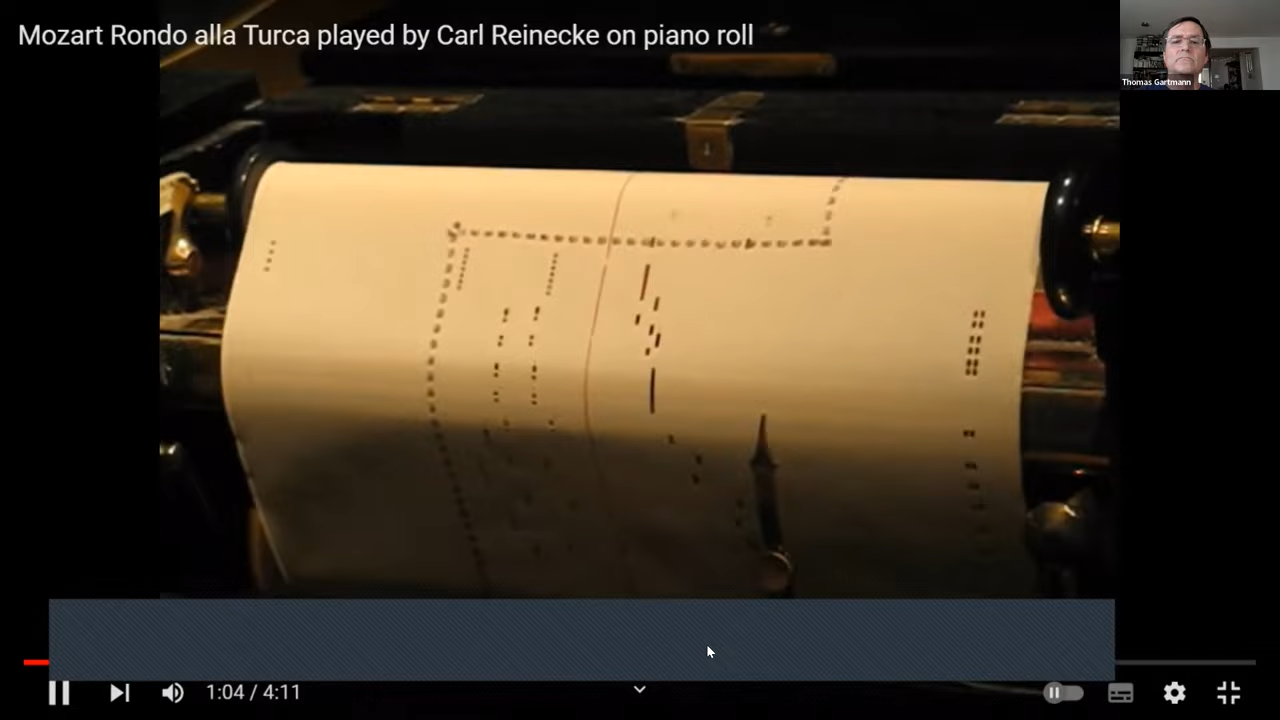 Mozart Rondo alla Turca played by Carl Reinecke on piano roll
Thomas Gartmann
1:04 / 4:11